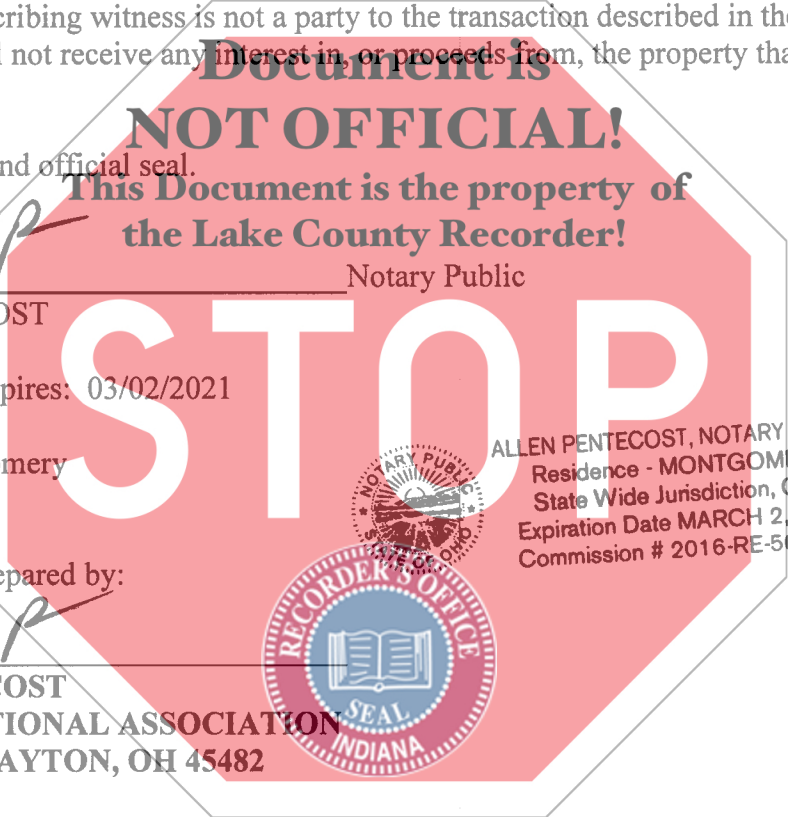 cribing witness is not a party to the transaction described in the
not receive any interest in, or proceeds from, the property tha
Document is
NOT OFFICIAL!
nd official seal.
This Document is the property of
the Lake County Recorder!
Notary Public
OST
STOP
pires: 03/02/2021
mery
NOTARY PUBLIC
STATE OF OHIO
ALLEN PENTECOST, NOTARY
Residence - MONTGOM
State Wide Jurisdiction,
Expiration Date MARCH 2,
Commission # 2016-RE-5
epared by:
RECORDER'S OFFICE
SEAL
INDIANA
COST
TIONAL ASSOCIATION
AYTON, OH 45482